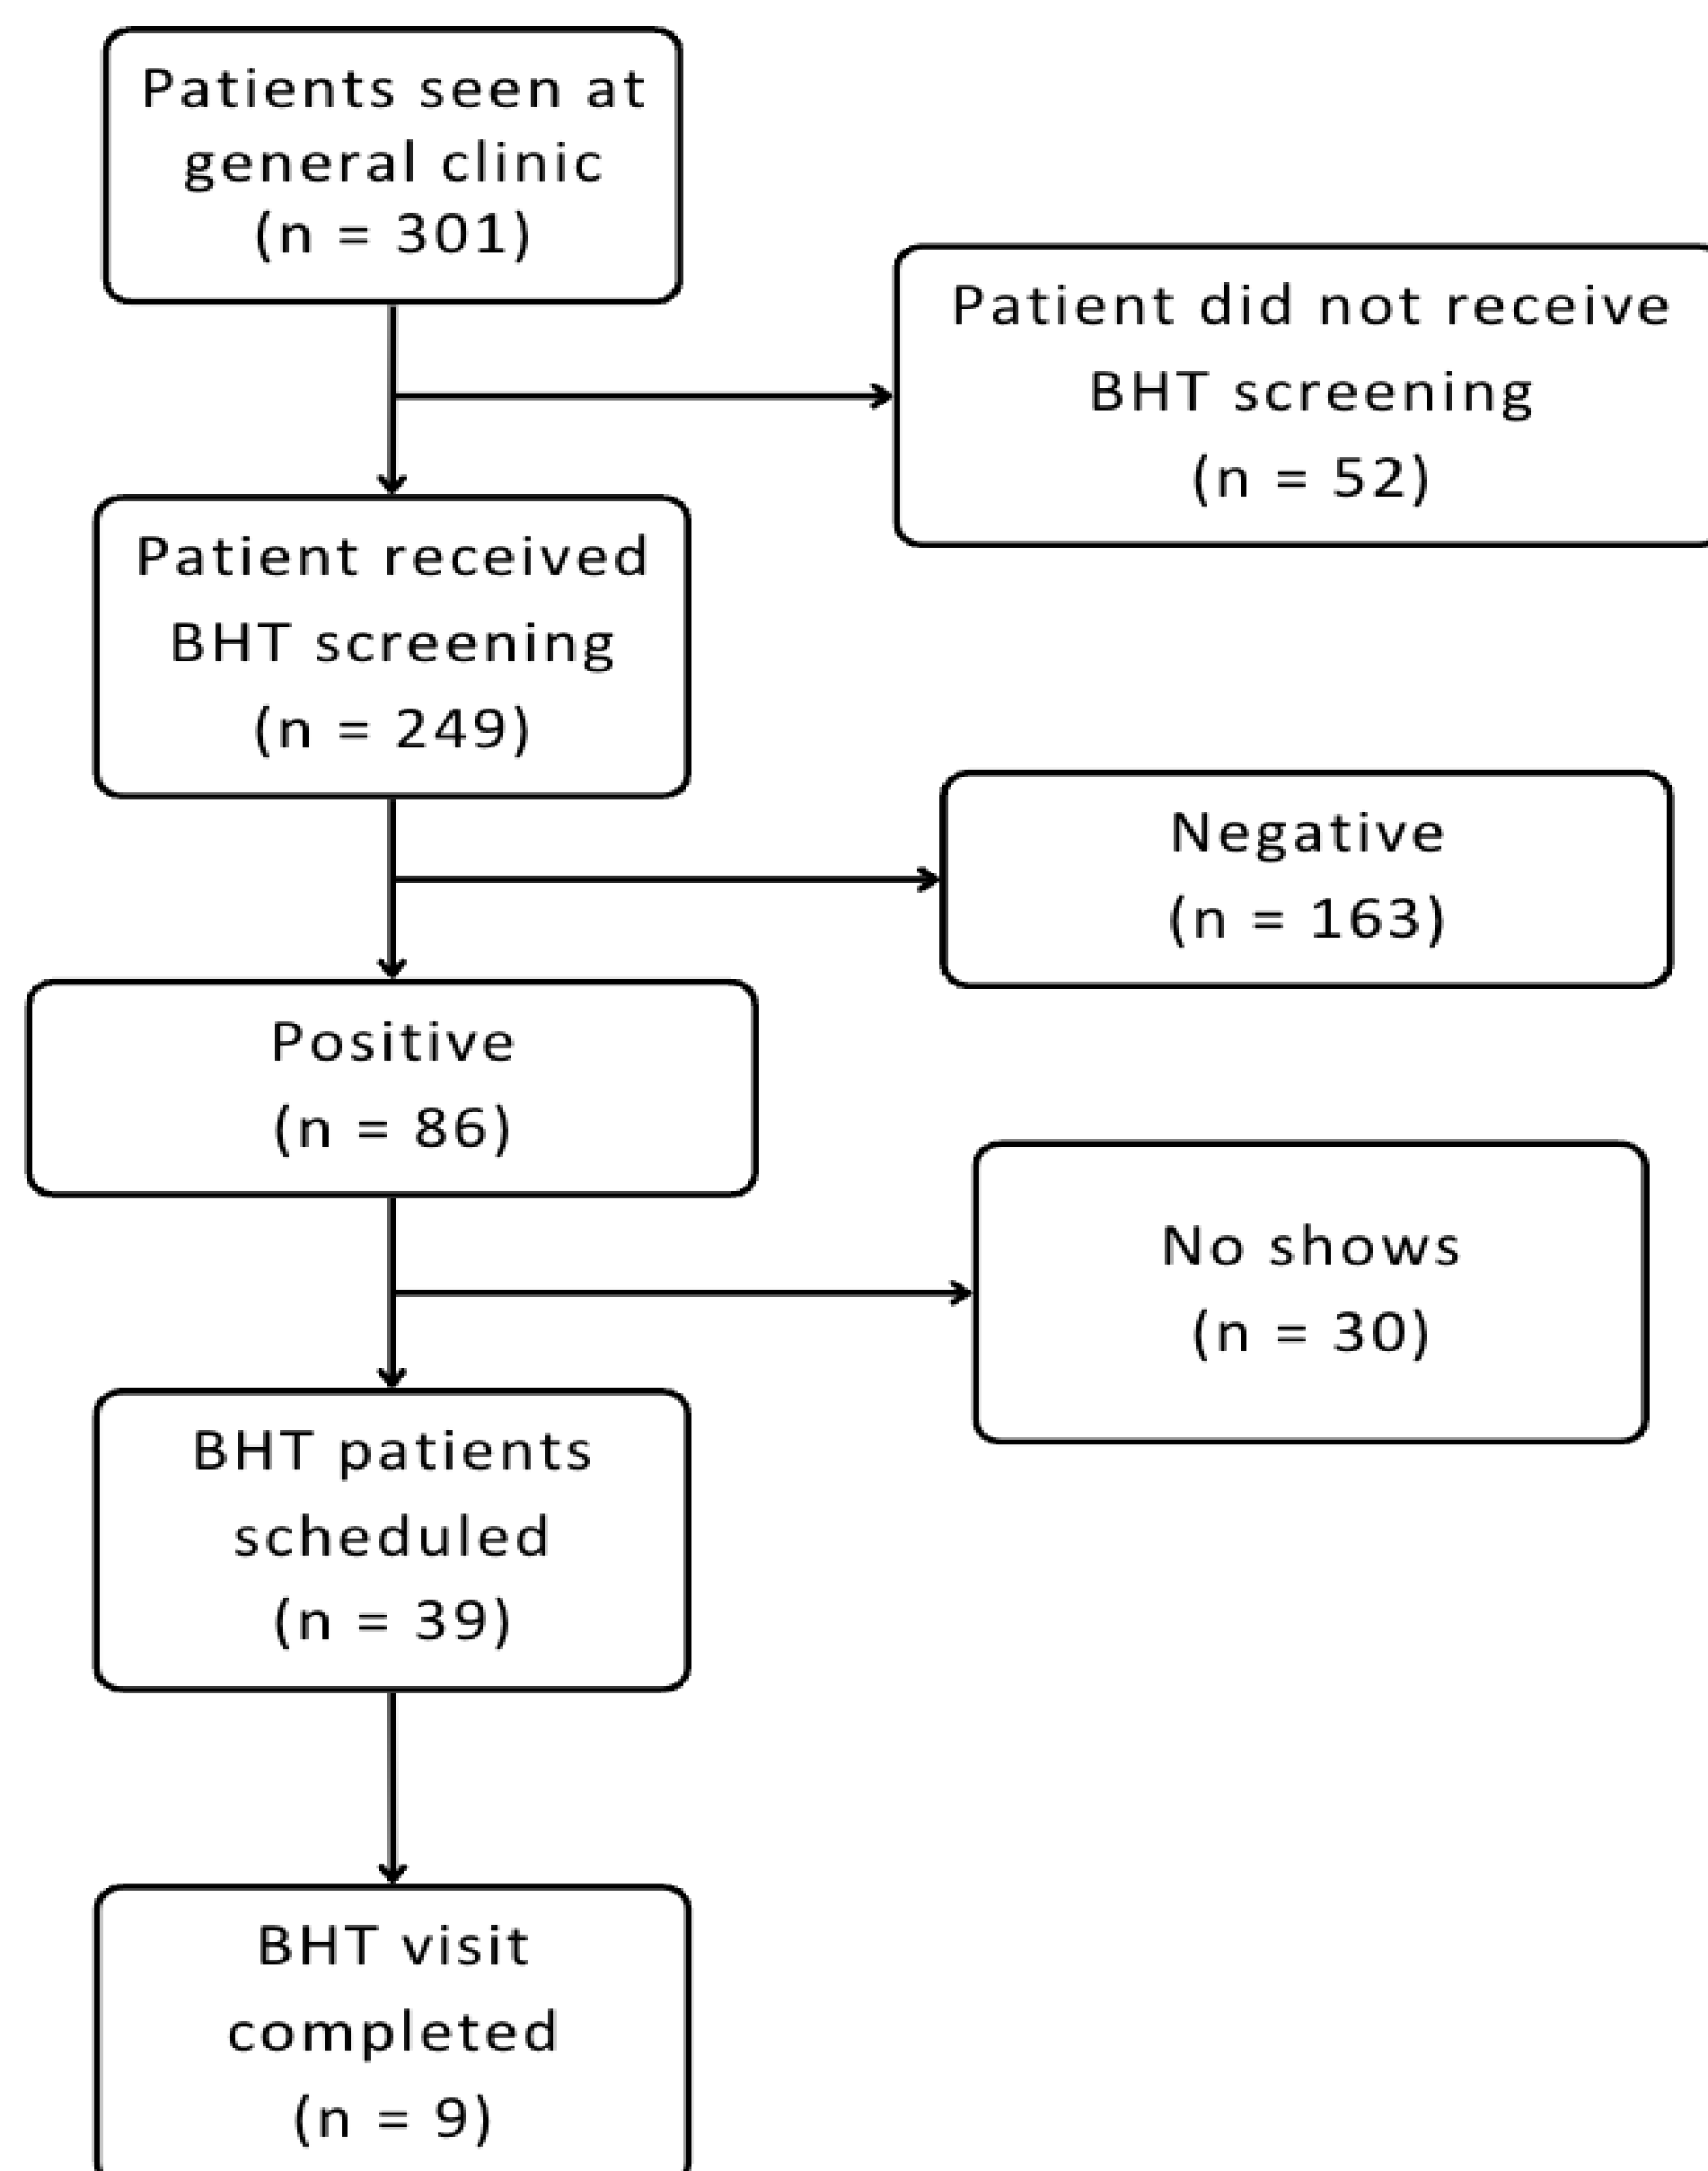 Patients seen at
general clinic
(n = 301)
Patient did not receive
BHT screening
(n = 52)
Patient received
BHT screening
(n = 249)
Negative
(n = 163)
Positive
(n = 86)
No shows
(n = 30)
BHT patients
scheduled
(n = 39)
BHT visit
completed
(n = 9)